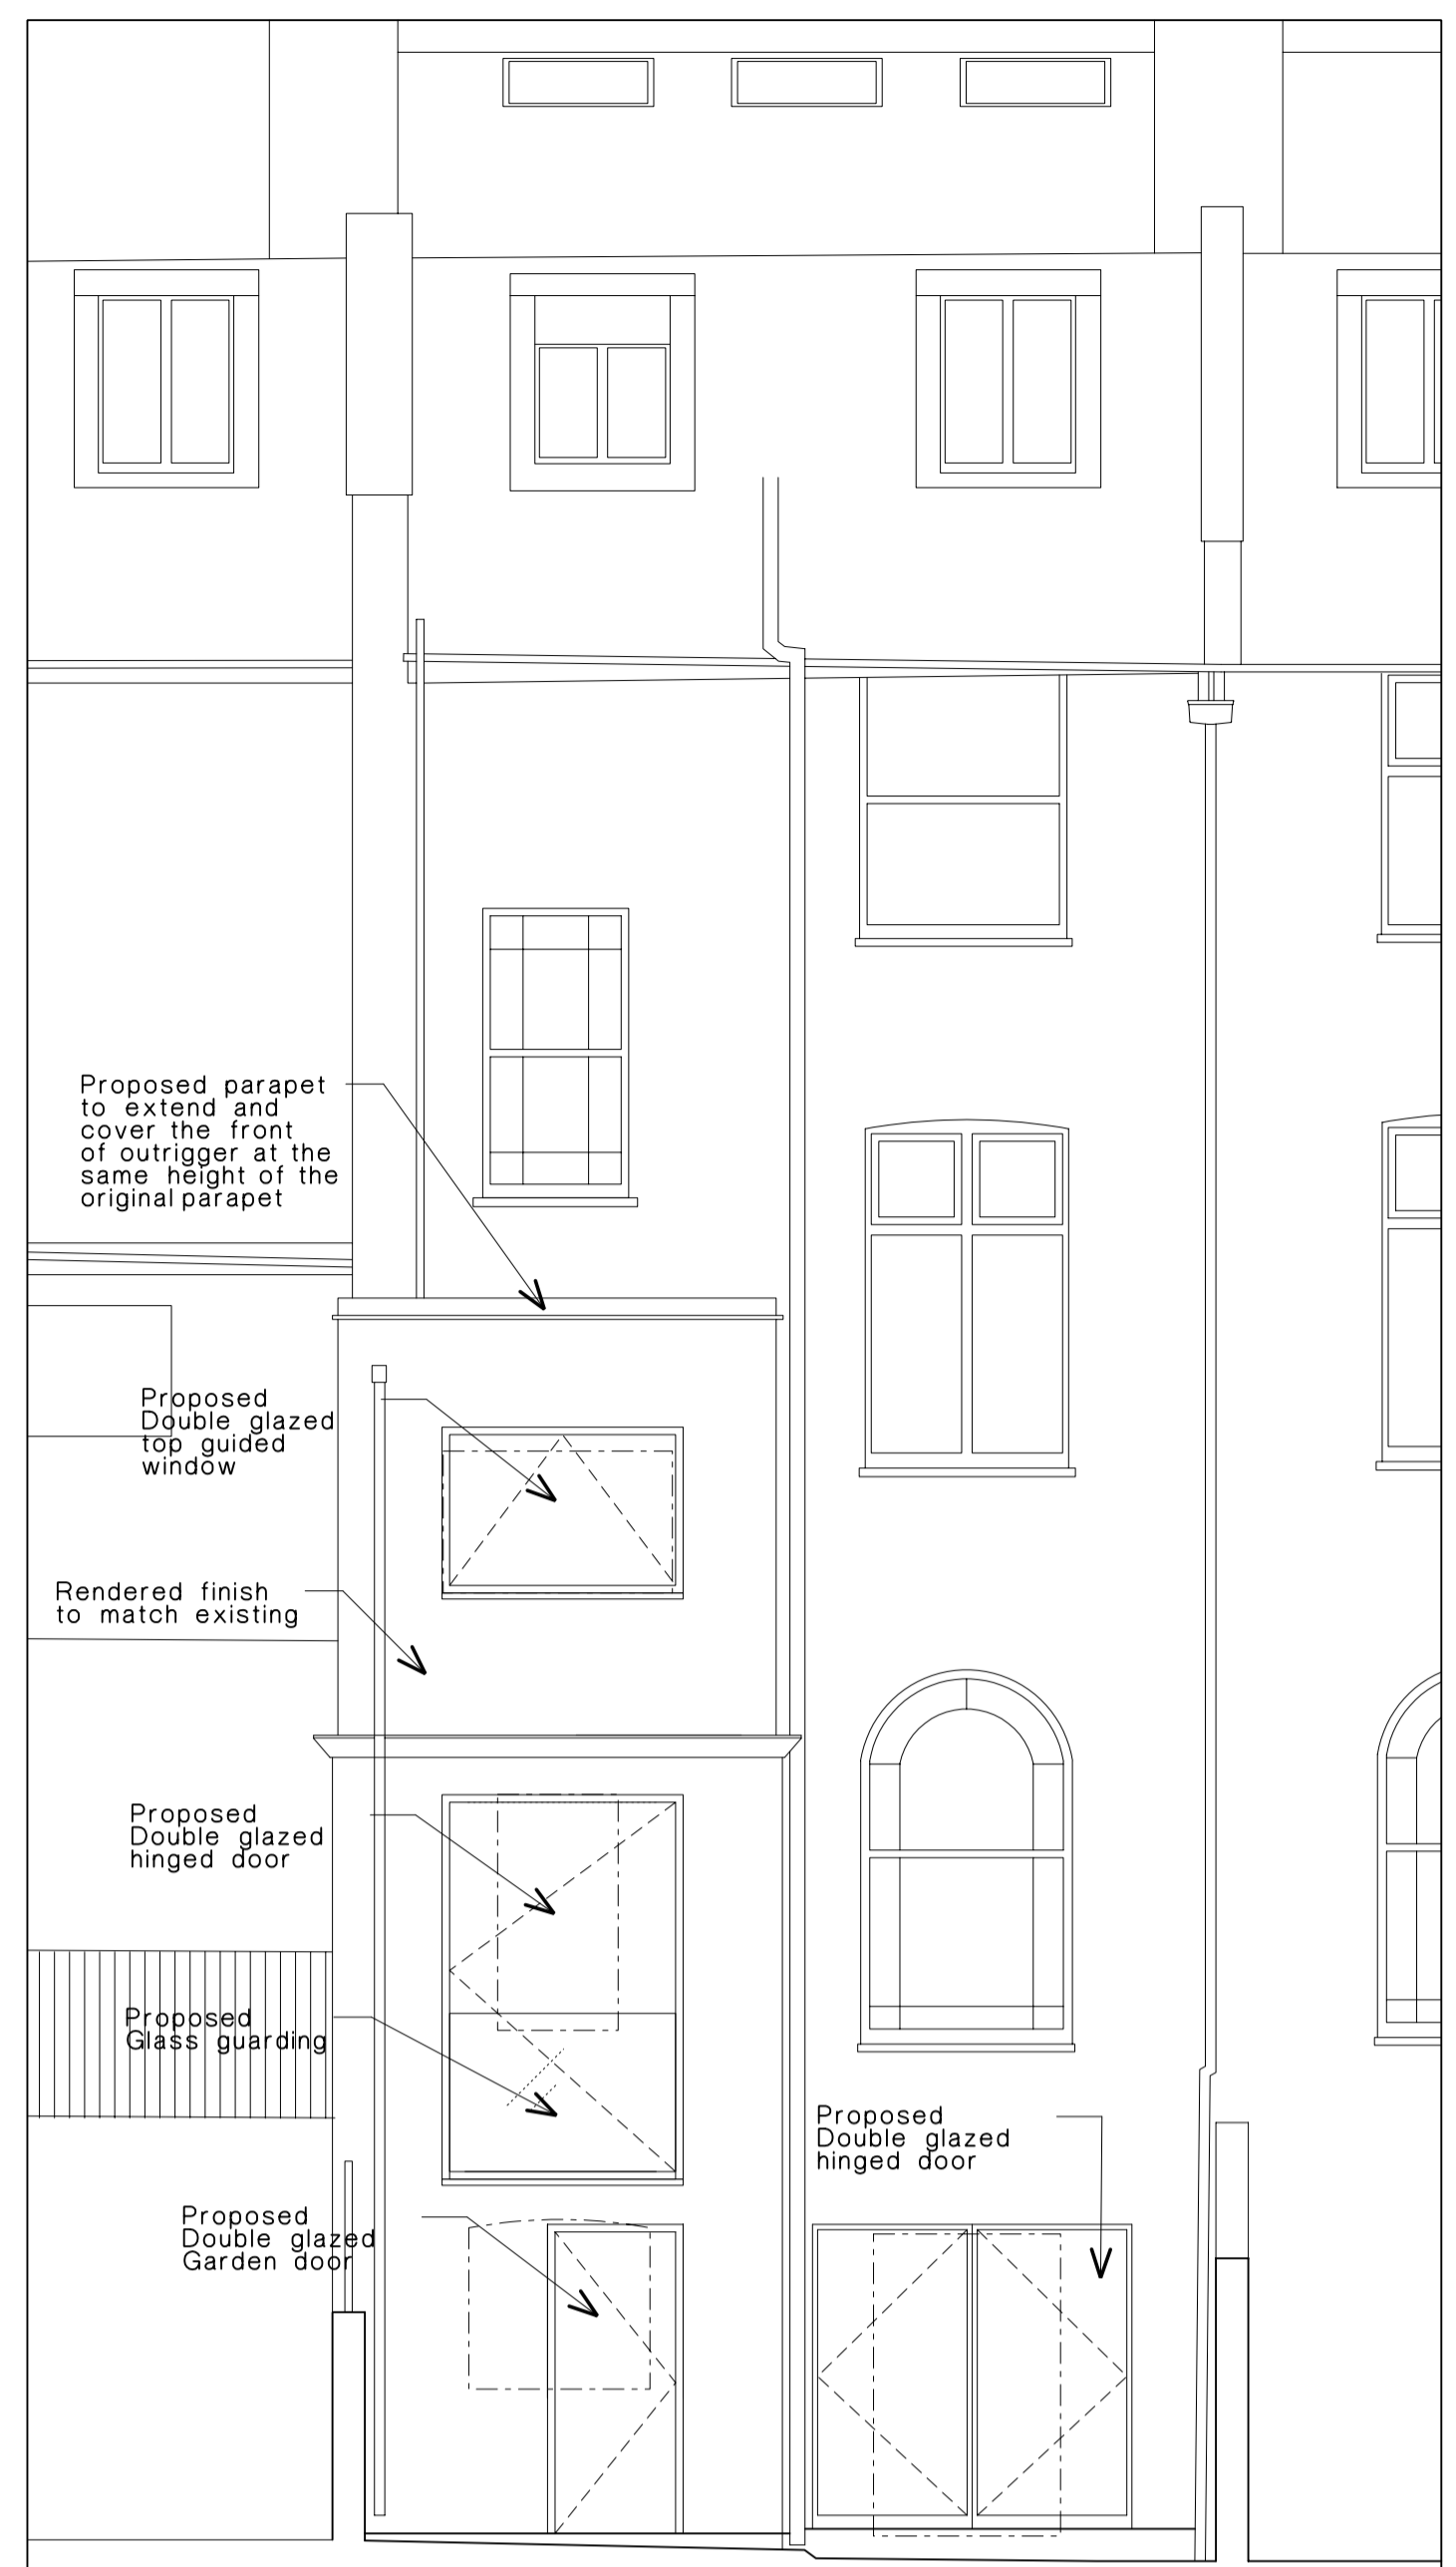 Proposed parapet
to extend and
cover the front
of outrigger at the
same height of the
original parapet
Proposed
Double glazed
top guided
window
Rendered finish
to match existing
Proposed
Double glazed
hinged door
Proposed
Glass guarding
Proposed
Double glazed
hinged door
Proposed
Double glazed
Garden door